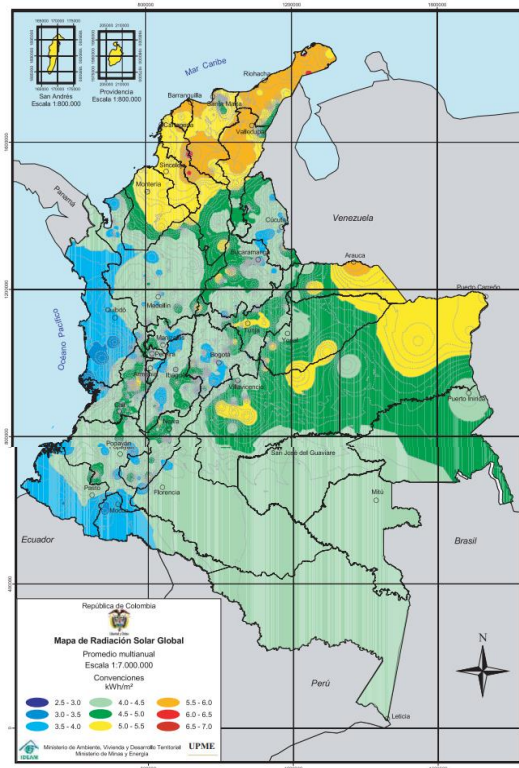 800000 1200000 1600000
San Andrés
Escala 1:800.000
Providencia
Escala 1:800.000
Mar Caribe
Riohacha
Barranquilla
Santa Marta
Cartagena
Valledupar
Sincelejo
Montería
Panamá
Venezuela
Cúcuta
Bucaramanga
Arauca
Puerto Carreño
Océano Pacífico
Medellín
Quibdó
Tunja
Yopal
Manizales
Pereira
Bogotá
Armenia
Ibagué
Villavicencio
Puerto Inírida
Cali
Neiva
Popayán
San José del Guaviare
Florencia
Mitú
Pasto
Mocoa
Ecuador
Brasil
República de Colombia
Mapa de Radiación Solar Global
Promedio multianual
Escala 1:7.000.000
Convenciones
kWh/m²
2.5 - 3.0 4.0 - 4.5 5.5 - 6.0
3.0 - 3.5 4.5 - 5.0 6.0 - 6.5
3.5 - 4.0 5.0 - 5.5 6.5 - 7.0
N
Perú
Leticia
IDEAM
Ministerio de Ambiente, Vivienda y Desarrollo Territorial
Ministerio de Minas y Energía
UPME